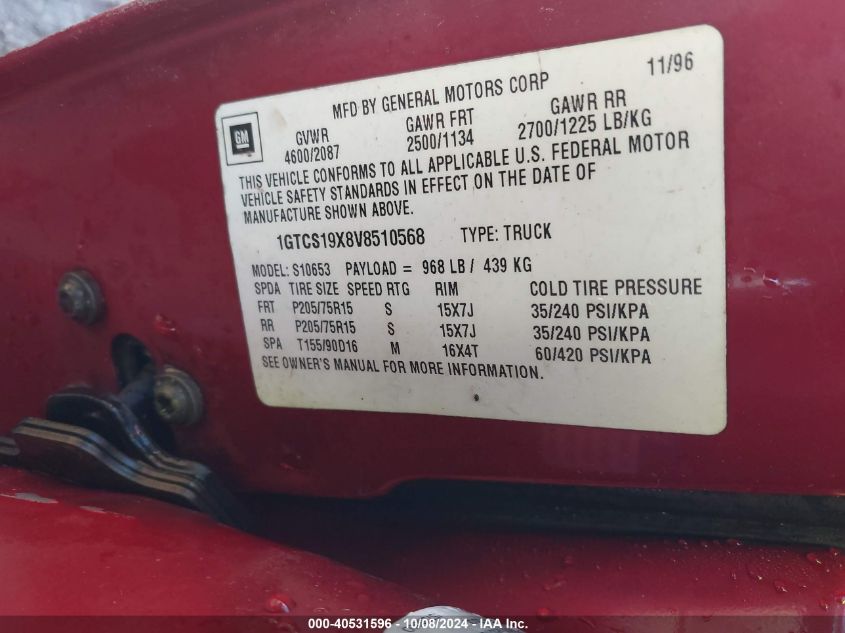 11/96
MFD BY GENERAL MOTORS CORP
GM
GVWR GAWR FRT GAWR RR
4600/2087 2500/1134 2700/1225 LB/KG
THIS VEHICLE CONFORMS TO ALL APPLICABLE U.S. FEDERAL MOTOR
VEHICLE SAFETY STANDARDS IN EFFECT ON THE DATE OF
MANUFACTURE SHOWN ABOVE.
1GTCS19X8V8510568 TYPE: TRUCK
MODEL: S10653 PAYLOAD = 968 LB / 439 KG
SPDA TIRE SIZE SPEED RTG RIM COLD TIRE PRESSURE
FRT P205/75R15 S 15X7J 35/240 PSI/KPA
RR P205/75R15 S 15X7J 35/240 PSI/KPA
SPA T155/90D16 M 16X4T 60/420 PSI/KPA
SEE OWNER'S MANUAL FOR MORE INFORMATION.
000-40531596 - 10/08/2024 - IAA Inc.